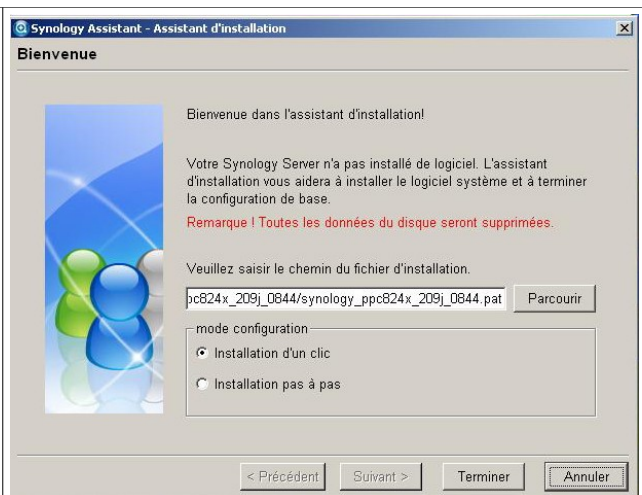 Synology Assistant - Assistant d'installation
Bienvenue
Bienvenue dans l'assistant d'installation!
Votre Synology Server n'a pas installé de logiciel. L'assistant
d'installation vous aidera à installer le logiciel système et à terminer
la configuration de base.
Remarque ! Toutes les données du disque seront supprimées.
Veuillez saisir le chemin du fichier d'installation.
pc824x_209j_0844/synology_ppc824x_209j_0844.pat Parcourir
mode configuration
Installation d'un clic
Installation pas à pas
< Précédent Suivant > Terminer Annuler